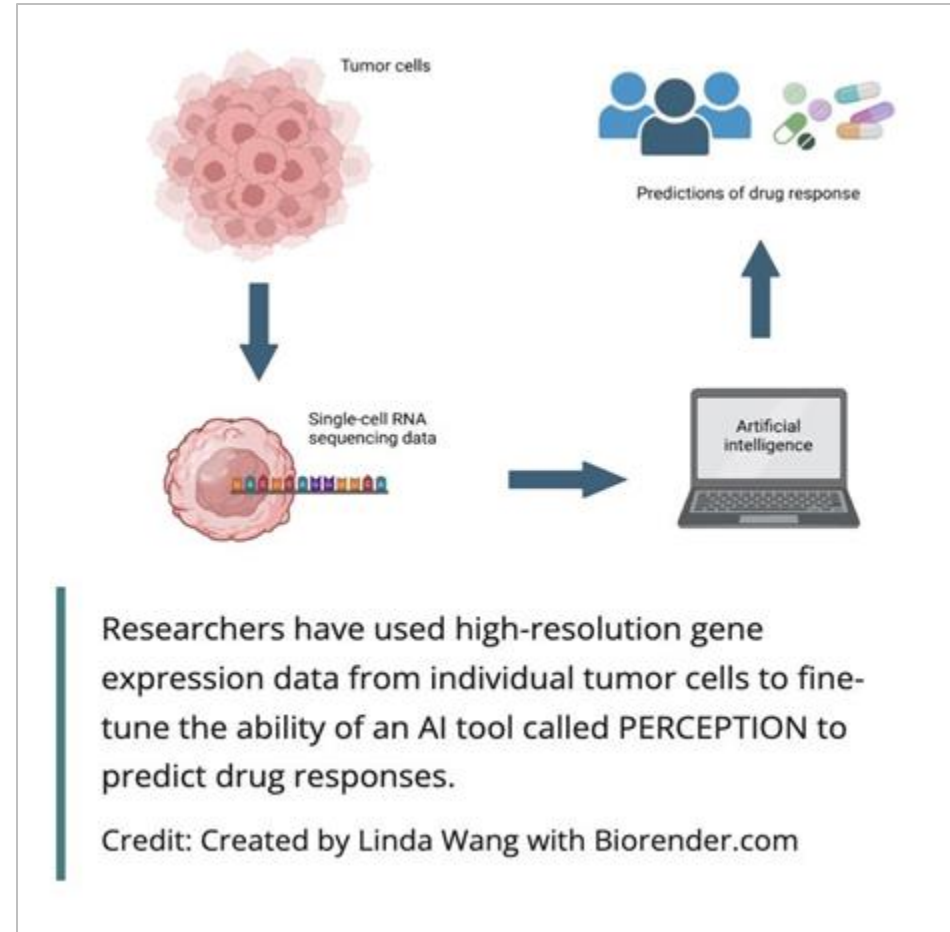 Tumor cells
Predictions of drug response
Single-cell RNA
sequencing data
Artificial
intelligence
Researchers have used high-resolution gene
expression data from individual tumor cells to fine-
tune the ability of an AI tool called PERCEPTION to
predict drug responses.
Credit: Created by Linda Wang with Biorender.com